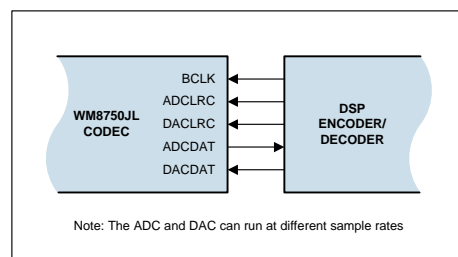 BCLK
ADCLRC
DACLRC
ADCDAT
DACDAT
WM8750JL
CODEC
DSP
ENCODER/
DECODER
Note: The ADC and DAC can run at different sample rates